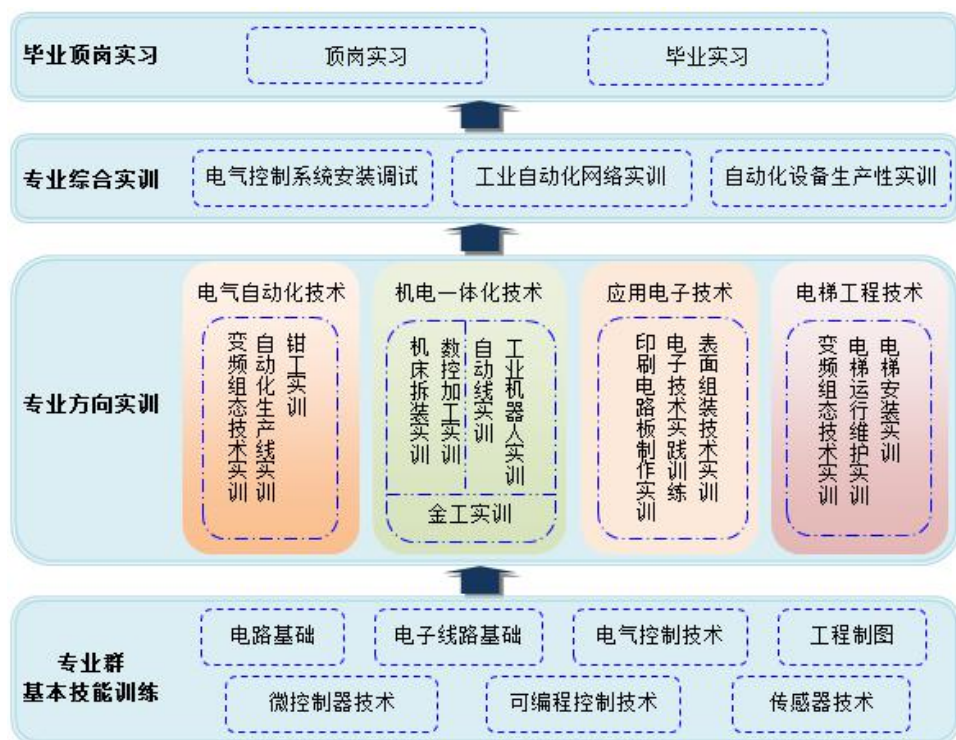 毕业顶岗实习
顶岗实习
毕业实习
专业综合实训
电气控制系统安装调试
工业自动化网络实训
自动化设备生产性实训
专业方向实训
电气自动化技术
变频组态技术实训
自动化生产线实训
钳工实训
机电一体化技术
机床拆装实训
数控加工实训
自动线实训
工业机器人实训
金工实训
应用电子技术
印刷电路板制作实训
电子技术实践训练
表面组装技术实训
电梯工程技术
变频组态技术实训
电梯运行维护实训
电梯安装实训
专业群
基本技能训练
电路基础
电子线路基础
电气控制技术
工程制图
微控制器技术
可编程控制技术
传感器技术